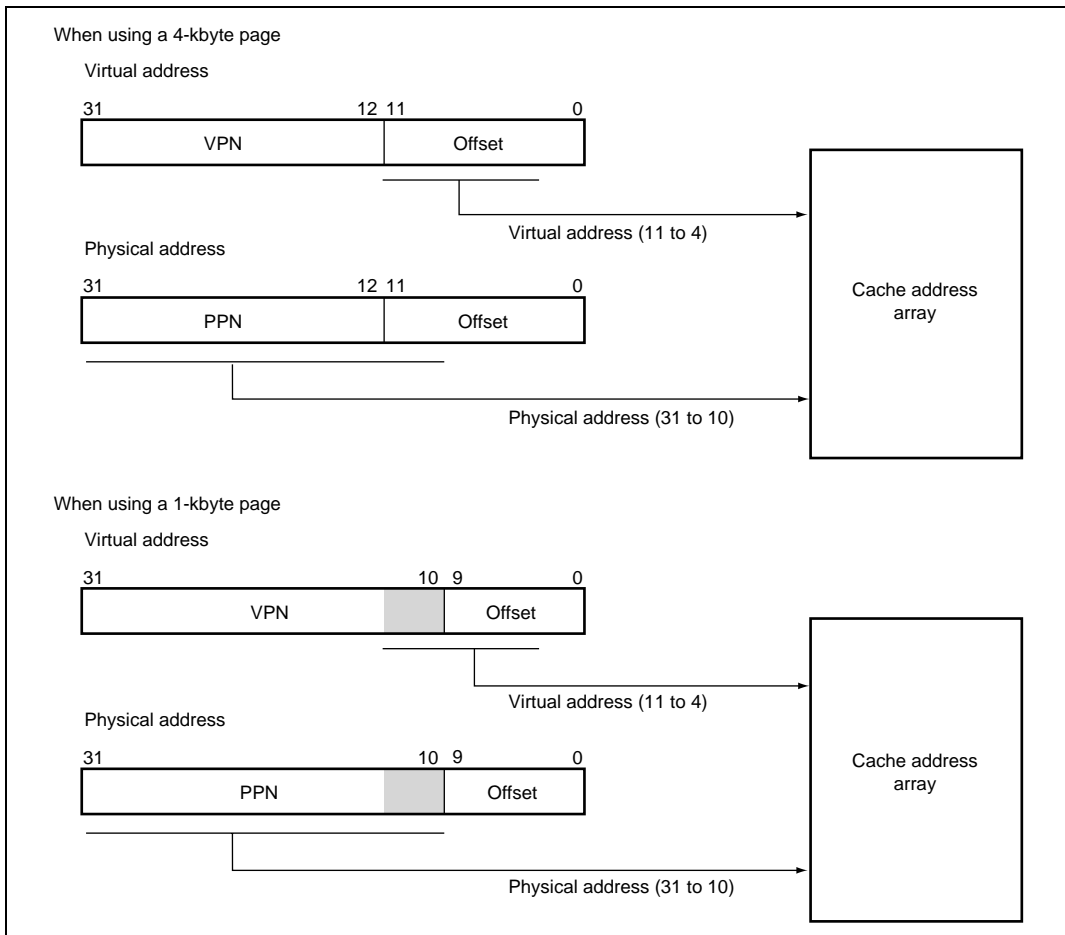 When using a 4-kbyte page
Virtual address
31 12 11 0
VPN Offset
Virtual address (11 to 4)
Physical address
31 12 11 0
PPN Offset
Physical address (31 to 10)
Cache address
array
When using a 1-kbyte page
Virtual address
31 10 9 0
VPN Offset
Virtual address (11 to 4)
Physical address
31 10 9 0
PPN Offset
Physical address (31 to 10)
Cache address
array